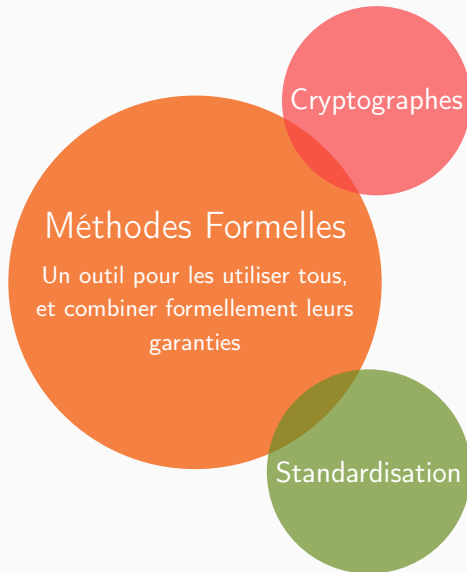 Cryptographes
Méthodes Formelles
Un outil pour les utiliser tous,
et combiner formellement leurs
garanties
Standardisation